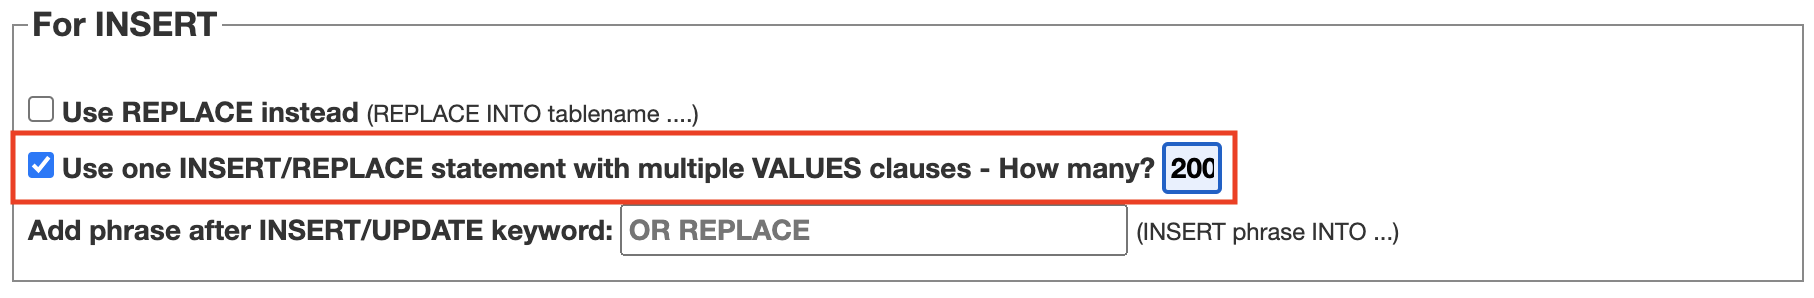 For INSERT
Use REPLACE instead (REPLACE INTO tablename ....)
Use one INSERT/REPLACE statement with multiple VALUES clauses - How many? 200
Add phrase after INSERT/UPDATE keyword: OR REPLACE (INSERT phrase INTO ...)